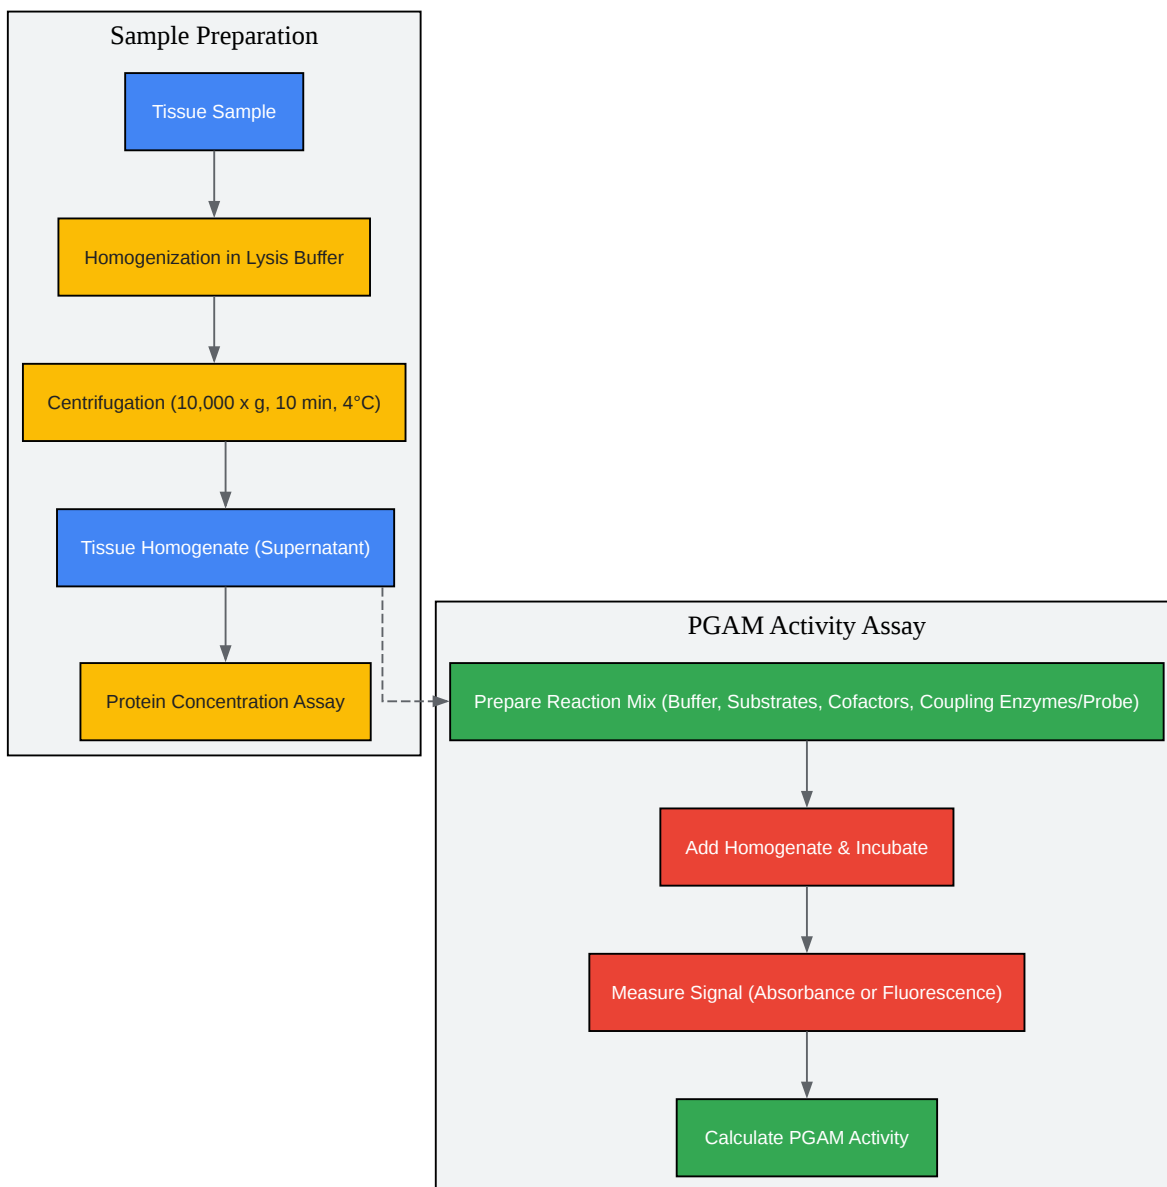 Sample Preparation
Tissue Sample
Homogenization in Lysis Buffer
Centrifugation (10,000 x g, 10 min, 4°C)
Tissue Homogenate (Supernatant)
Protein Concentration Assay
PGAM Activity Assay
Prepare Reaction Mix (Buffer, Substrates, Cofactors, Coupling Enzymes/Probe)
Add Homogenate & Incubate
Measure Signal (Absorbance or Fluorescence)
Calculate PGAM Activity